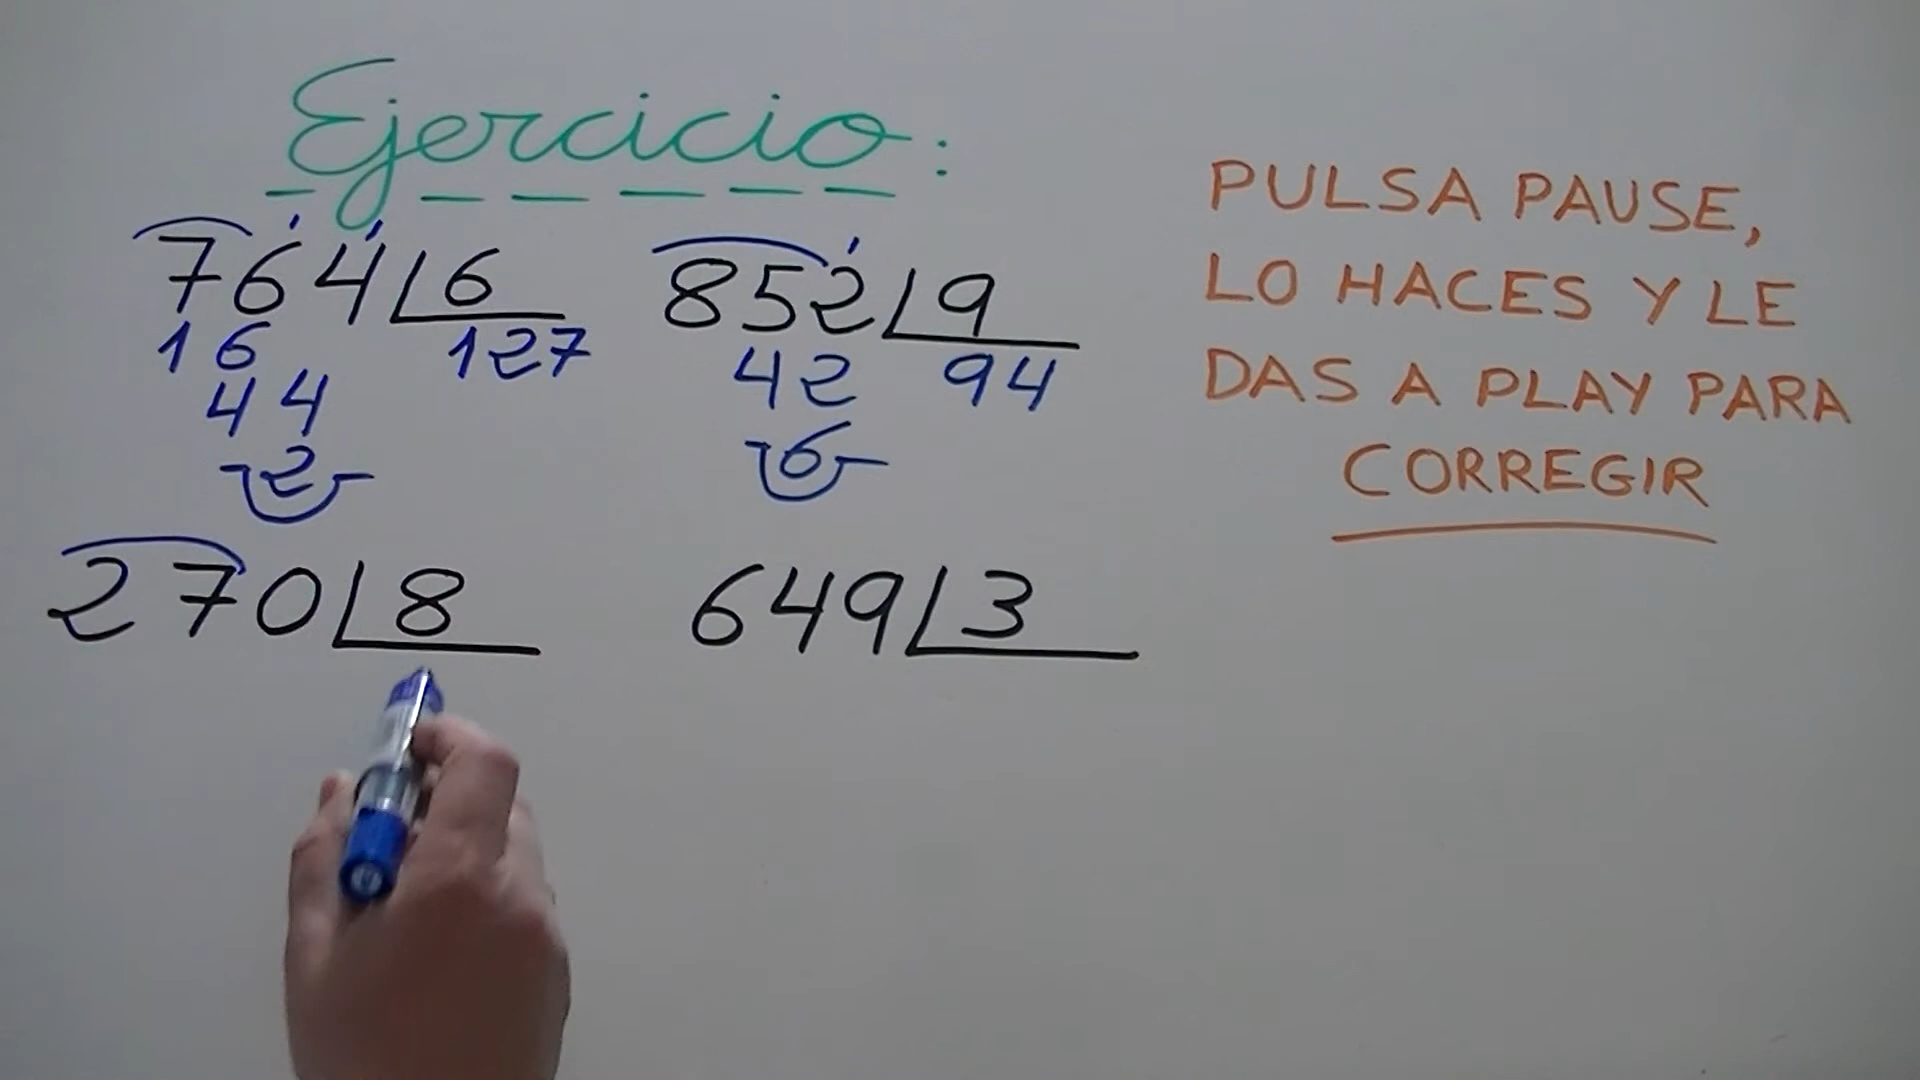 Ejercicio:
764 6
16 127
44
2
852 9
42 94
6
270 8
649 3
PULSA PAUSE,
LO HACES Y LE
DAS A PLAY PARA
CORREGIR